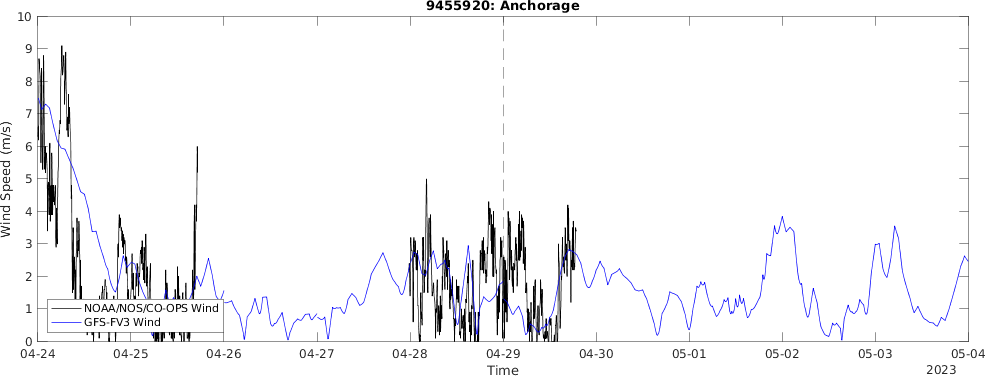 9455920: Anchorage
10
9
8
7
6
5
4
3
2
1
0
Wind Speed (m/s)
NOAA/NOS/CO-OPS Wind
GFS-FV3 Wind
04-24 04-25 04-26 04-27 04-28 04-29 04-30 05-01 05-02 05-03 05-04
Time
2023